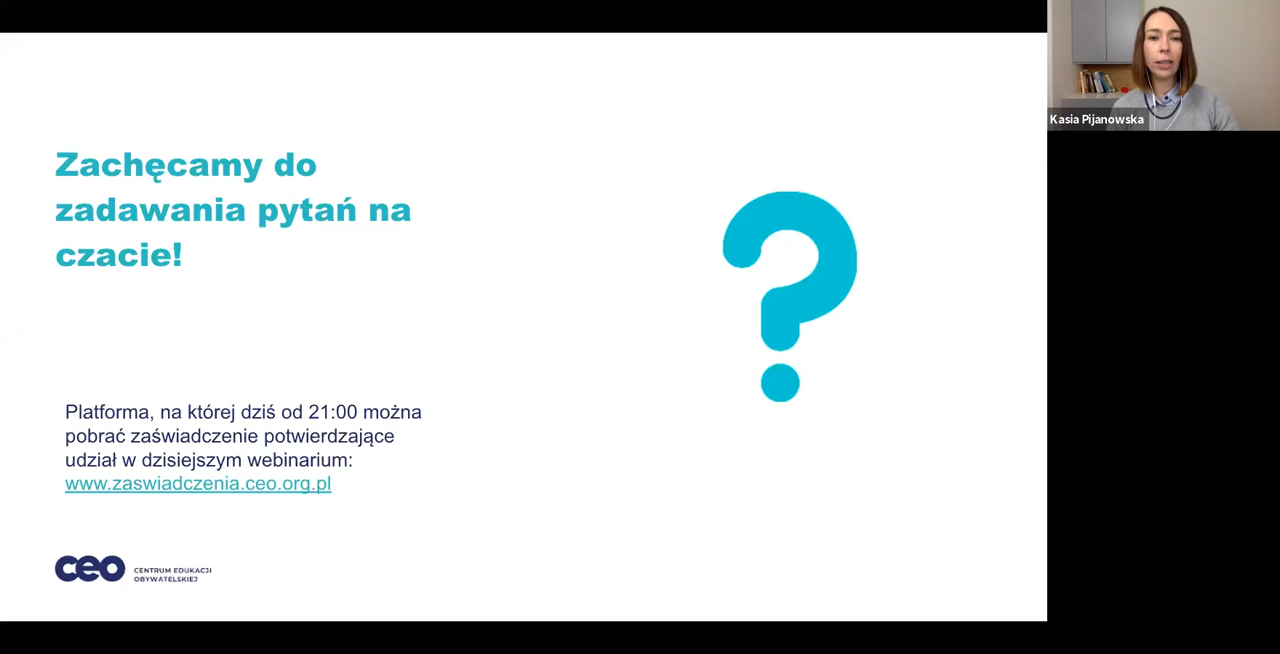 Zachęcamy do
zadawania pytań na
czacie!
Platforma, na której dziś od 21:00 można
pobrać zaświadczenie potwierdzające
udział w dzisiejszym webinarium:
www.zaswiadczenia.ceo.org.pl
ceo
CENTRUM EDUKACJI
OBYWATELSKIEJ
Kasia Pijanowska